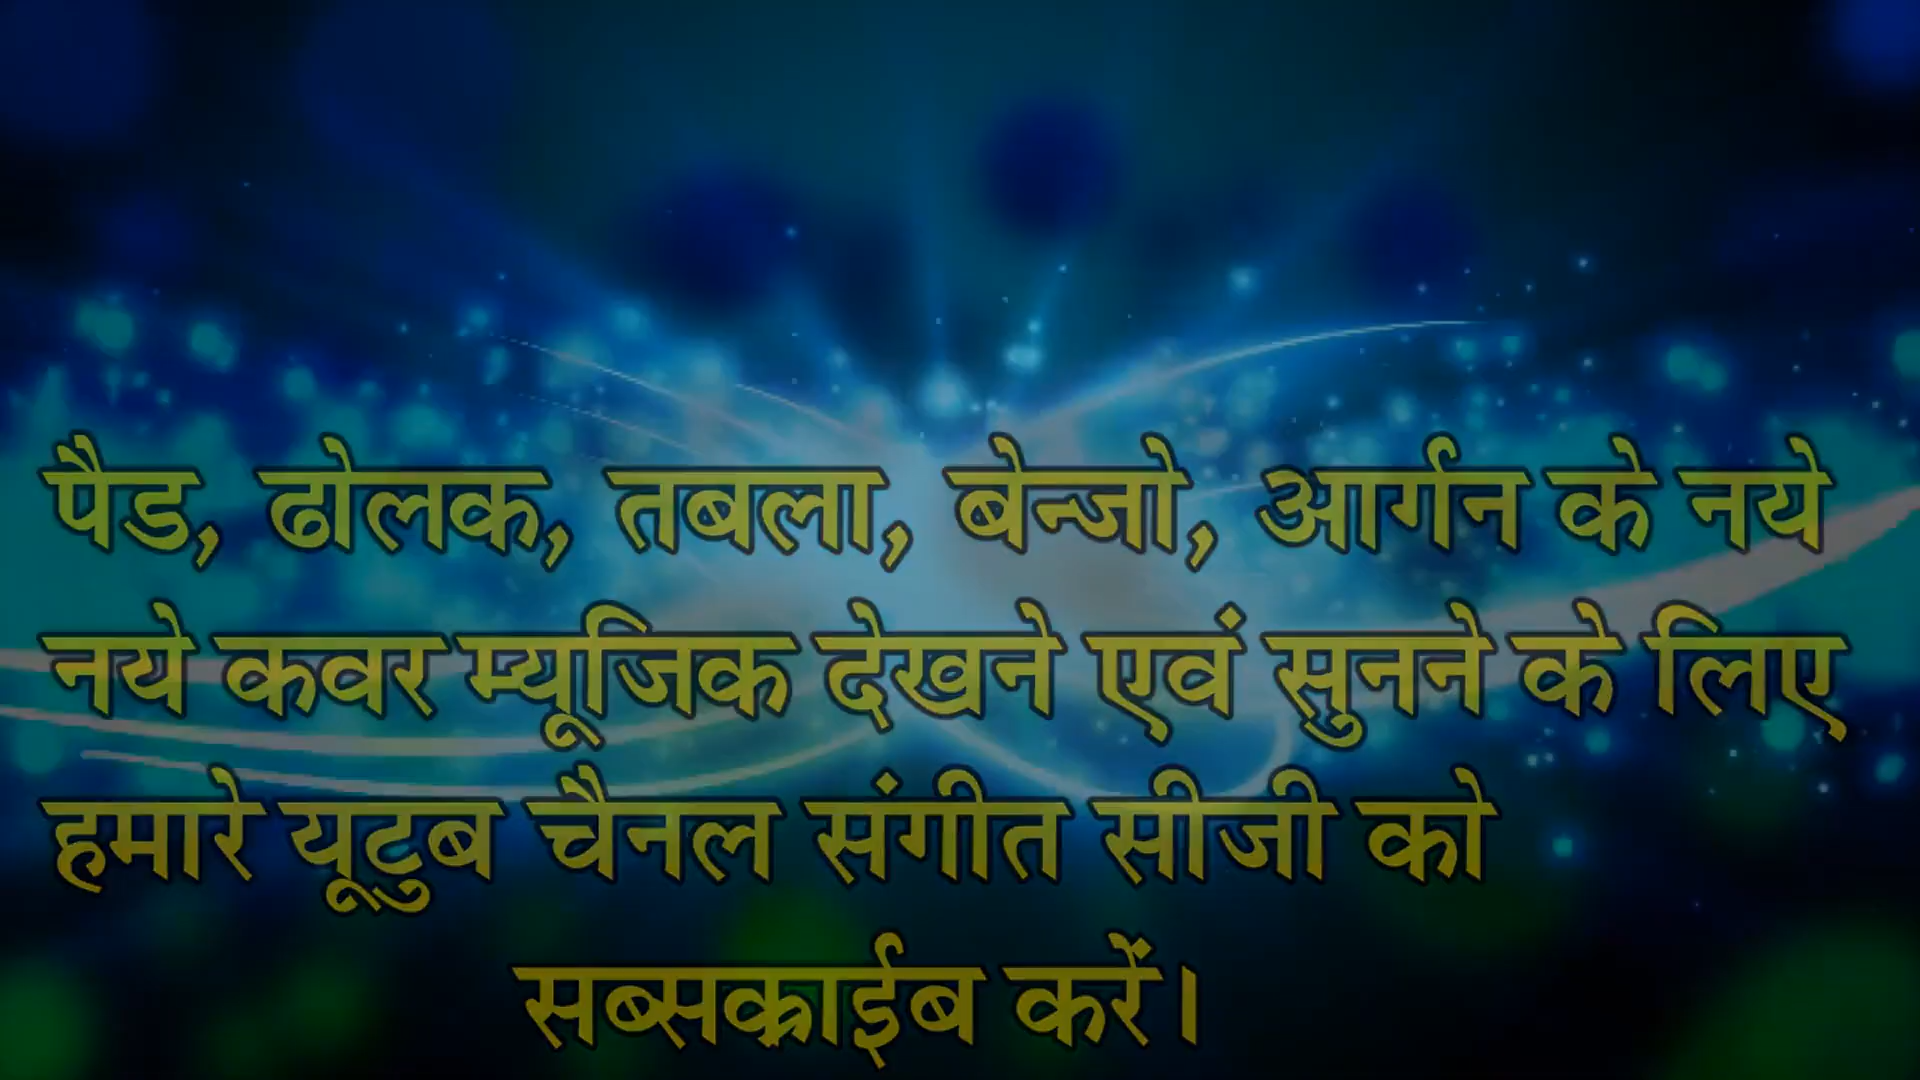 पैड, ढोलक, तबला, बेन्जो, आर्गन के नये
नये कवर म्यूजिक देखने एवं सुनने के लिए
हमारे यूटुब चैनल संगीत सीजी को
सब्सक्राईब करें।